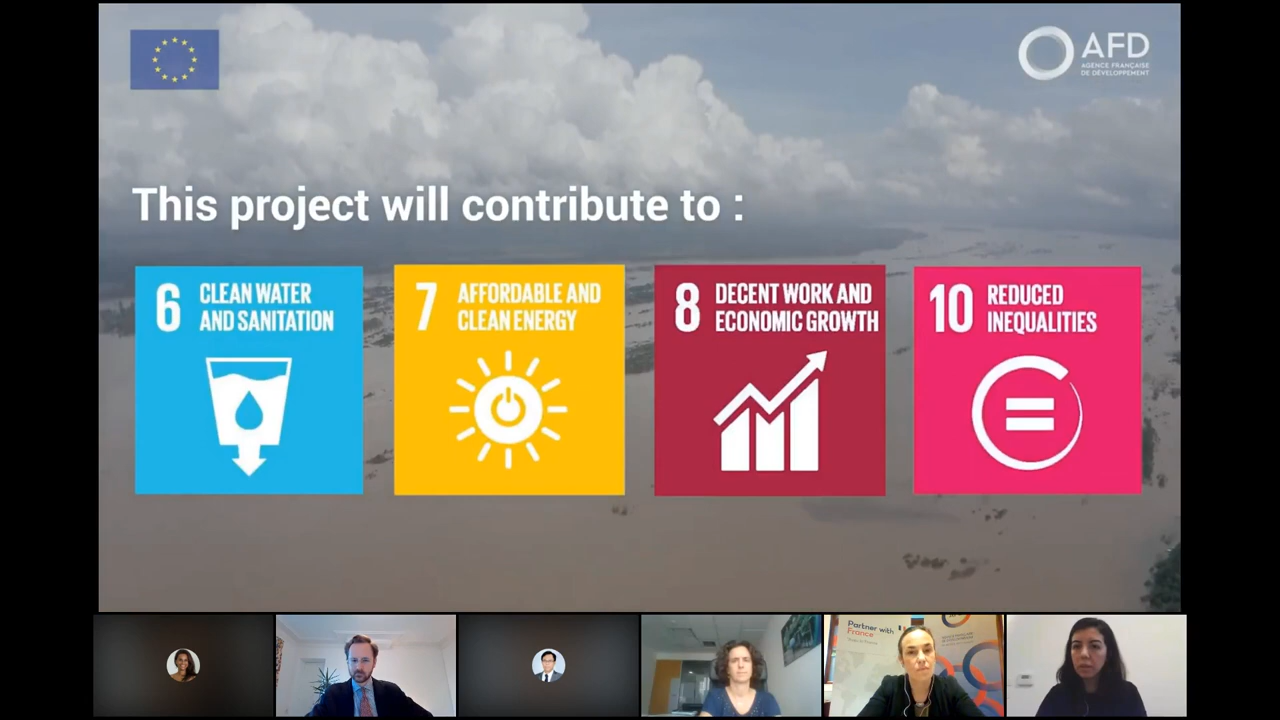 AFD
AGENCE FRANÇAISE
DE DÉVELOPPEMENT
This project will contribute to :
6 CLEAN WATER
AND SANITATION
7 AFFORDABLE AND
CLEAN ENERGY
8 DECENT WORK AND
ECONOMIC GROWTH
10 REDUCED
INEQUALITIES
Partner with
France